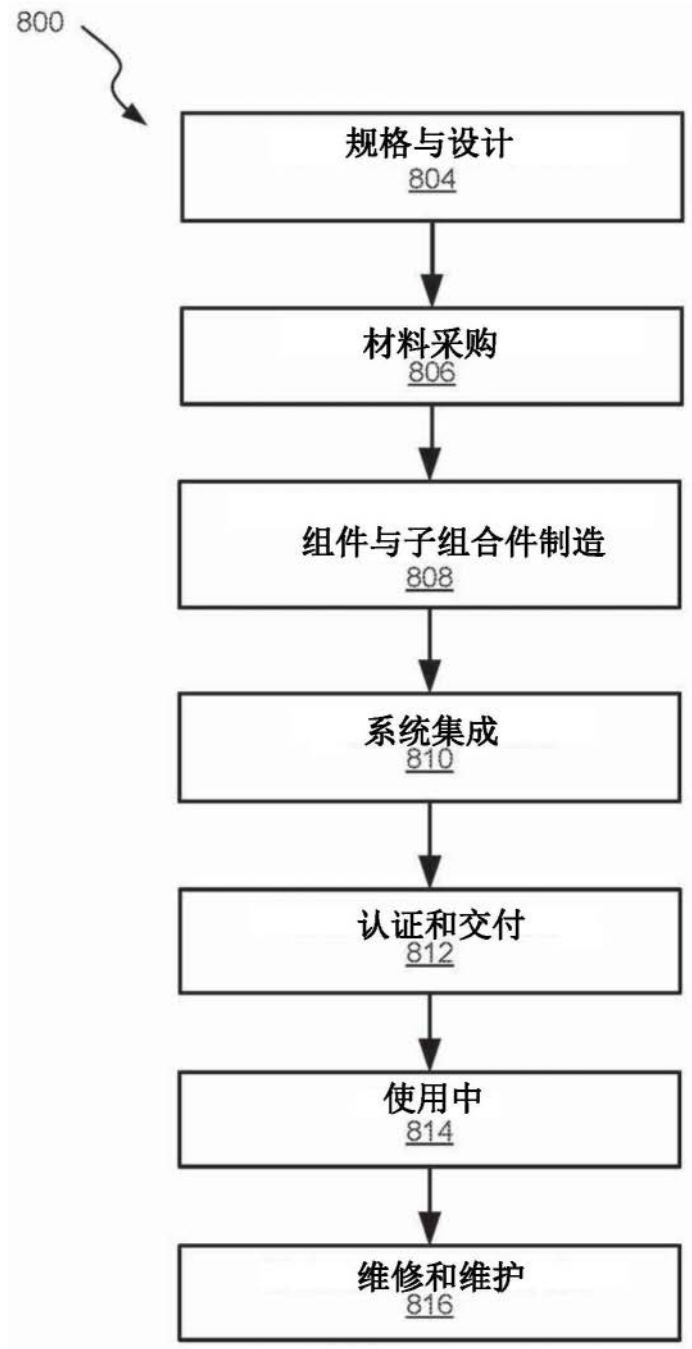 800
规格与设计
804
材料采购
806
组件与子组合件制造
808
系统集成
810
认证和交付
812
使用中
814
维修和维护
816